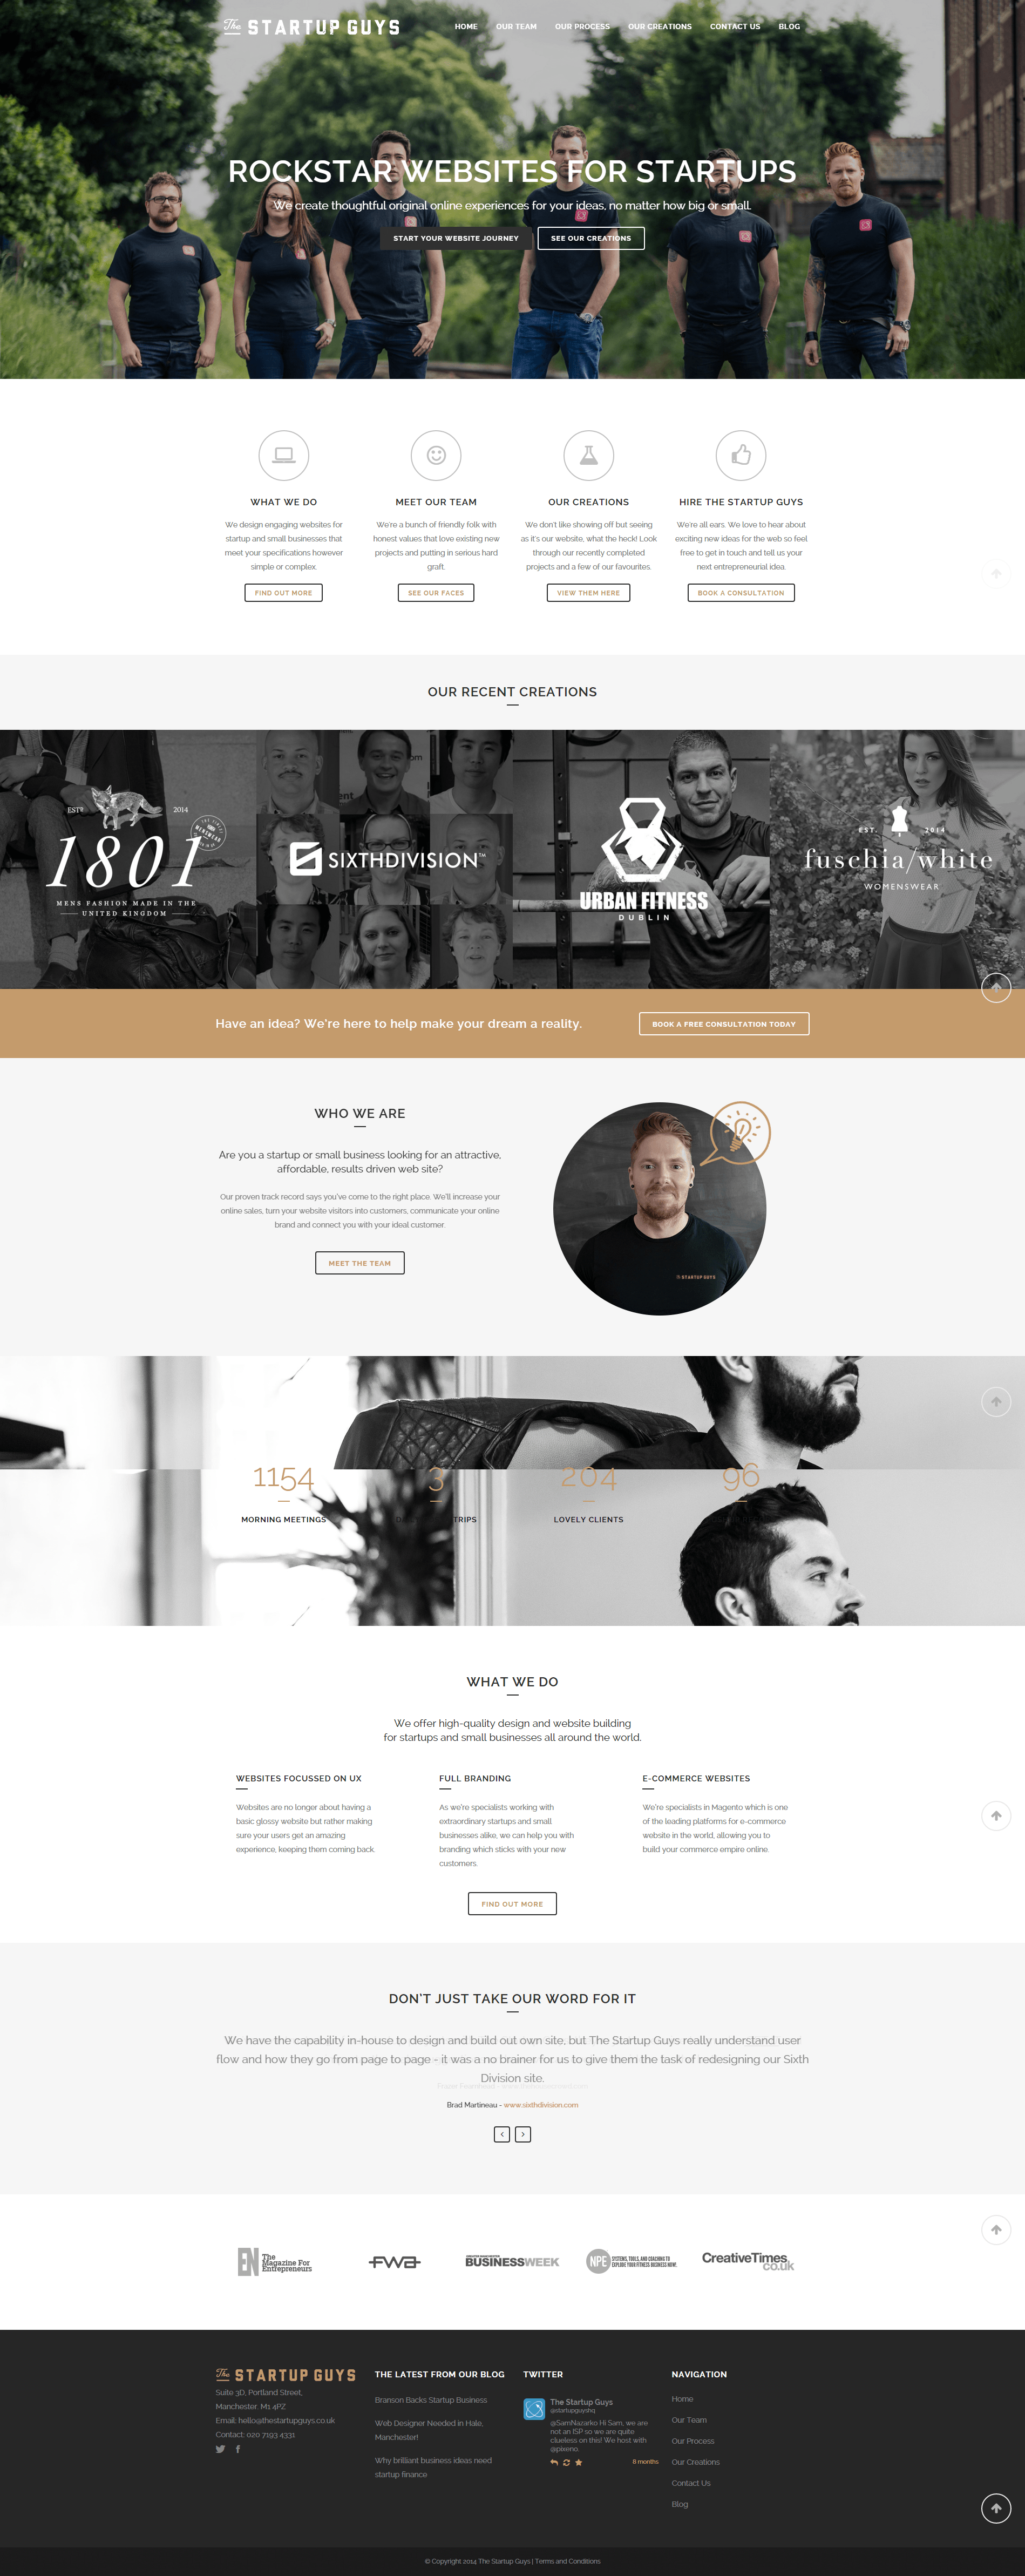 The STARTUP GUYS
HOME OUR TEAM OUR PROCESS OUR CREATIONS CONTACT US BLOG
ROCKSTAR WEBSITES FOR STARTUPS
We create thoughtful original online experiences for your ideas, no matter how big or small.
START YOUR WEBSITE JOURNEY SEE OUR CREATIONS
WHAT WE DO
We design engaging websites for
startup and small businesses that
meet your specifications however
simple or complex.
FIND OUT MORE
MEET OUR TEAM
We're a bunch of friendly folk with
honest values that love existing new
projects and putting in serious hard
graft.
SEE OUR FACES
OUR CREATIONS
We don't like showing off but seeing
as it's our website, what the heck! Look
through our recently completed
projects and a few of our favourites.
VIEW THEM HERE
HIRE THE STARTUP GUYS
We're all ears. We love to hear about
exciting new ideas for the web so feel
free to get in touch and tell us your
next entrepreneurial idea.
BOOK A CONSULTATION
OUR RECENT CREATIONS
ESTD 2014
1801
MENSWEAR
MENS FASHION MADE IN THE
UNITED KINGDOM
SIXTHDIVISION™
URBAN FITNESS
DUBLIN
EST. 2014
fuschia/white
WOMENSWEAR
Have an idea? We're here to help make your dream a reality.
BOOK A FREE CONSULTATION TODAY
WHO WE ARE
Are you a startup or small business looking for an attractive,
affordable, results driven web site?
Our proven track record says you've come to the right place. We'll increase your
online sales, turn your website visitors into customers, communicate your online
brand and connect you with your ideal customer.
MEET THE TEAM
STARTUP GUYS
1154
MORNING MEETINGS
3
TRIPS
204
LOVELY CLIENTS
96
WHAT WE DO
We offer high-quality design and website building
for startups and small businesses all around the world.
WEBSITES FOCUSSED ON UX
Websites are no longer about having a
basic glossy website but rather making
sure your users get an amazing
experience, keeping them coming back.
FULL BRANDING
As we're specialists working with
extraordinary startups and small
businesses alike, we can help you with
branding which sticks with your new
customers.
E-COMMERCE WEBSITES
We're specialists in Magento which is one
of the leading platforms for e-commerce
website in the world, allowing you to
build your commerce empire online.
FIND OUT MORE
DON'T JUST TAKE OUR WORD FOR IT
We have the capability in-house to design and build out own site, but The Startup Guys really understand user
flow and how they go from page to page - it was a no brainer for us to give them the task of redesigning our Sixth
Division site.
Brad Martineau - www.sixthdivision.com
EN The
Magazine For
Entrepreneurs
FWA
BUSINESSWEEK
NPE SYSTEMS, TOOLS, AND COACHING TO
EXPLODE YOUR FITNESS BUSINESS NOW!
CreativeTimes
co.uk
The STARTUP GUYS
Suite 3D, Portland Street,
Manchester. M1 4PZ
Email: hello@thestartupguys.co.uk
Contact: 020 7193 4331
THE LATEST FROM OUR BLOG
Branson Backs Startup Business
Web Designer Needed in Hale,
Manchester!
Why brilliant business ideas need
startup finance
TWITTER
The Startup Guys
@startupguyshq
@SamNazarko Hi Sam, we are
not an ISP so we are quite
clueless on this! We host with
@pixeno.
8 months
NAVIGATION
Home
Our Team
Our Process
Our Creations
Contact Us
Blog
© Copyright 2014 The Startup Guys | Terms and Conditions